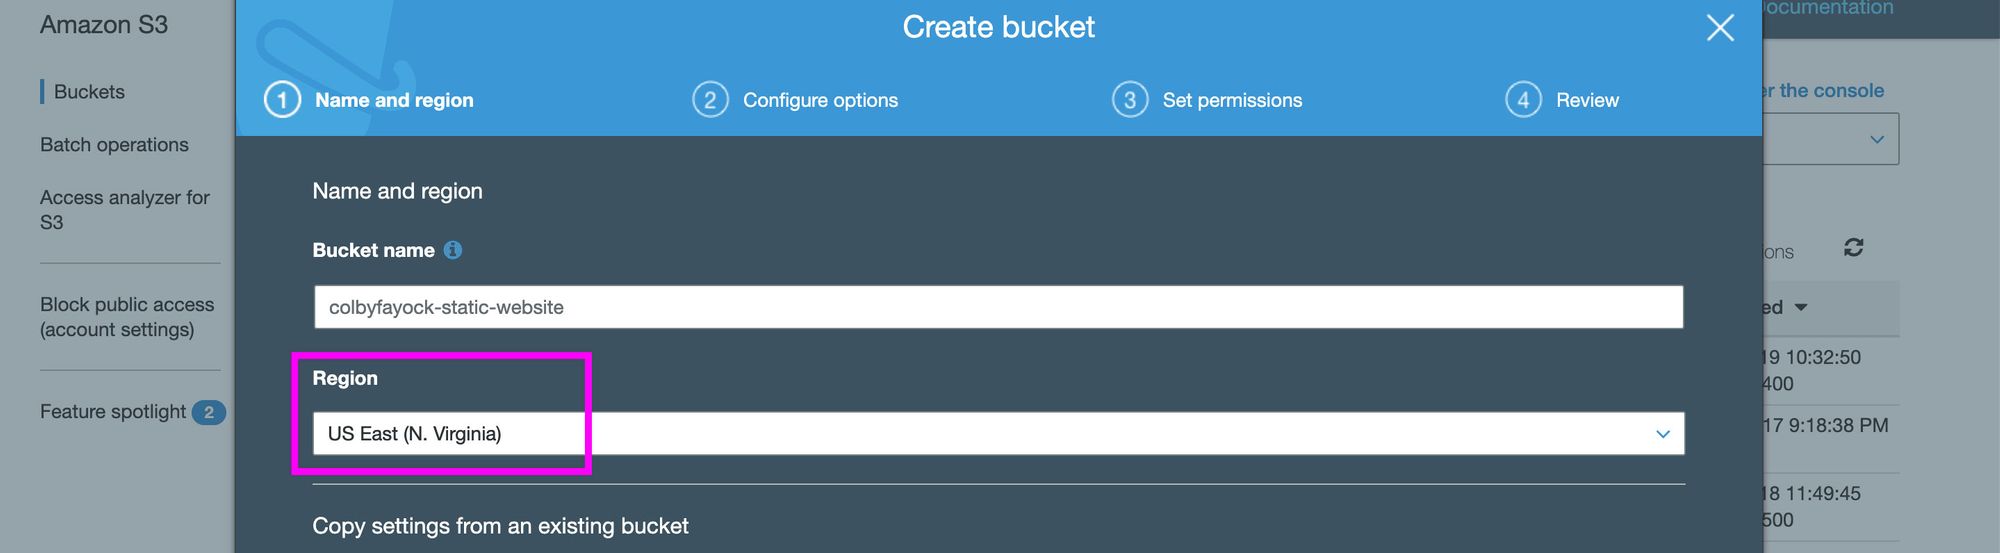 Amazon S3
Buckets
Batch operations
Access analyzer for
S3
Block public access
(account settings)
Feature spotlight 2
Create bucket
1 Name and region
2 Configure options
3 Set permissions
4 Review
Name and region
Bucket name
colbyfayock-static-website
Region
US East (N. Virginia)
Copy settings from an existing bucket
Documentation
er the console
ions
ed
19 10:32:50
400
17 9:18:38 PM
18 11:49:45
500